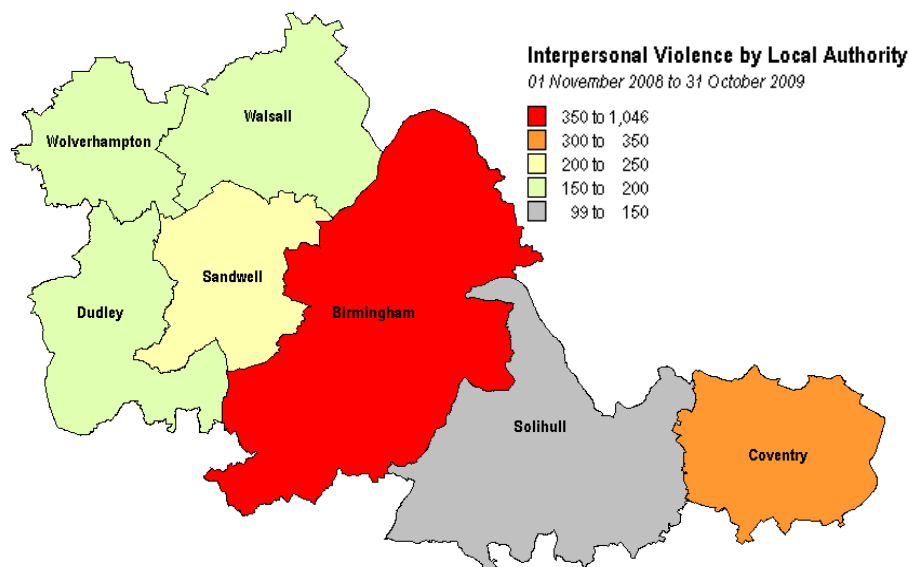 Interpersonal Violence by Local Authority
01 November 2008 to 31 October 2009
350 to 1,046
300 to 350
200 to 250
150 to 200
99 to 150
Walsall
Wolverhampton
Sandwell
Dudley
Birmingham
Solihull
Coventry